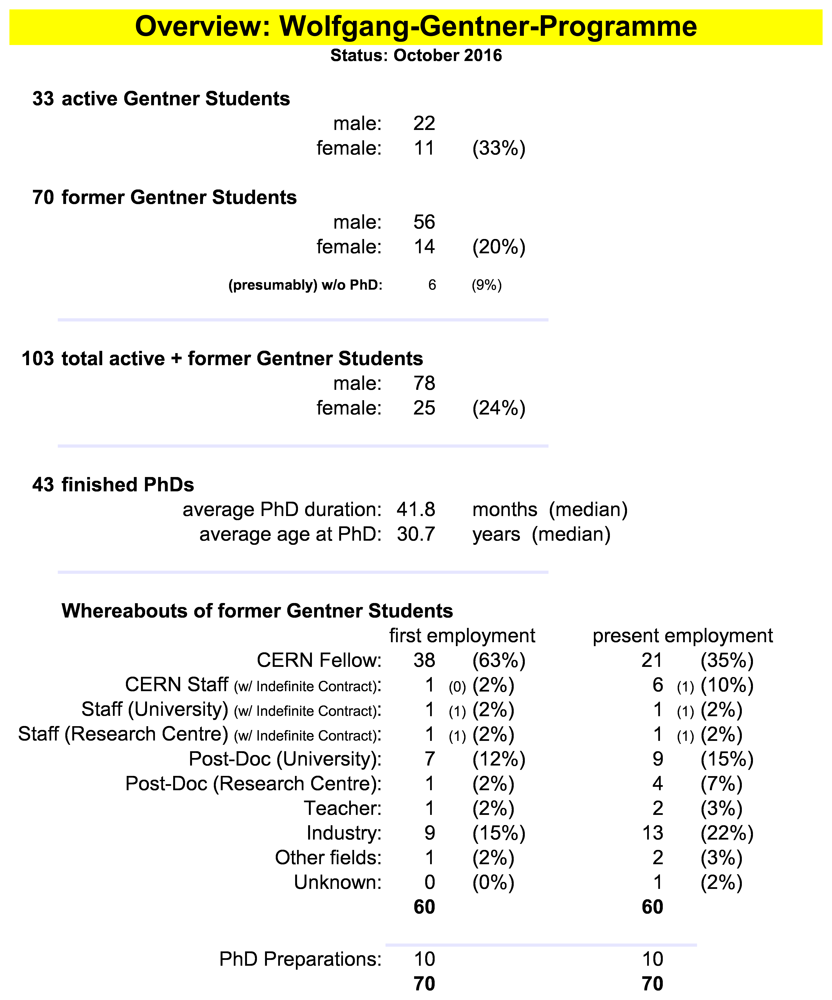 Overview: Wolfgang-Gentner-Programme
Status: October 2016
33 active Gentner Students
male: 22
female: 11 (33%)
70 former Gentner Students
male: 56
female: 14 (20%)
(presumably) w/o PhD: 6 (9%)
103 total active + former Gentner Students
male: 78
female: 25 (24%)
43 finished PhDs
average PhD duration: 41.8 months (median)
average age at PhD: 30.7 years (median)
Whereabouts of former Gentner Students
first employment present employment
CERN Fellow: 38 (63%) 21 (35%)
CERN Staff (w/ Indefinite Contract): 1 (0) (2%) 6 (1) (10%)
Staff (University) (w/ Indefinite Contract): 1 (1) (2%) 1 (1) (2%)
Staff (Research Centre) (w/ Indefinite Contract): 1 (1) (2%) 1 (1) (2%)
Post-Doc (University): 7 (12%) 9 (15%)
Post-Doc (Research Centre): 1 (2%) 4 (7%)
Teacher: 1 (2%) 2 (3%)
Industry: 9 (15%) 13 (22%)
Other fields: 1 (2%) 2 (3%)
Unknown: 0 (0%) 1 (2%)
60 60
PhD Preparations: 10 10
70 70